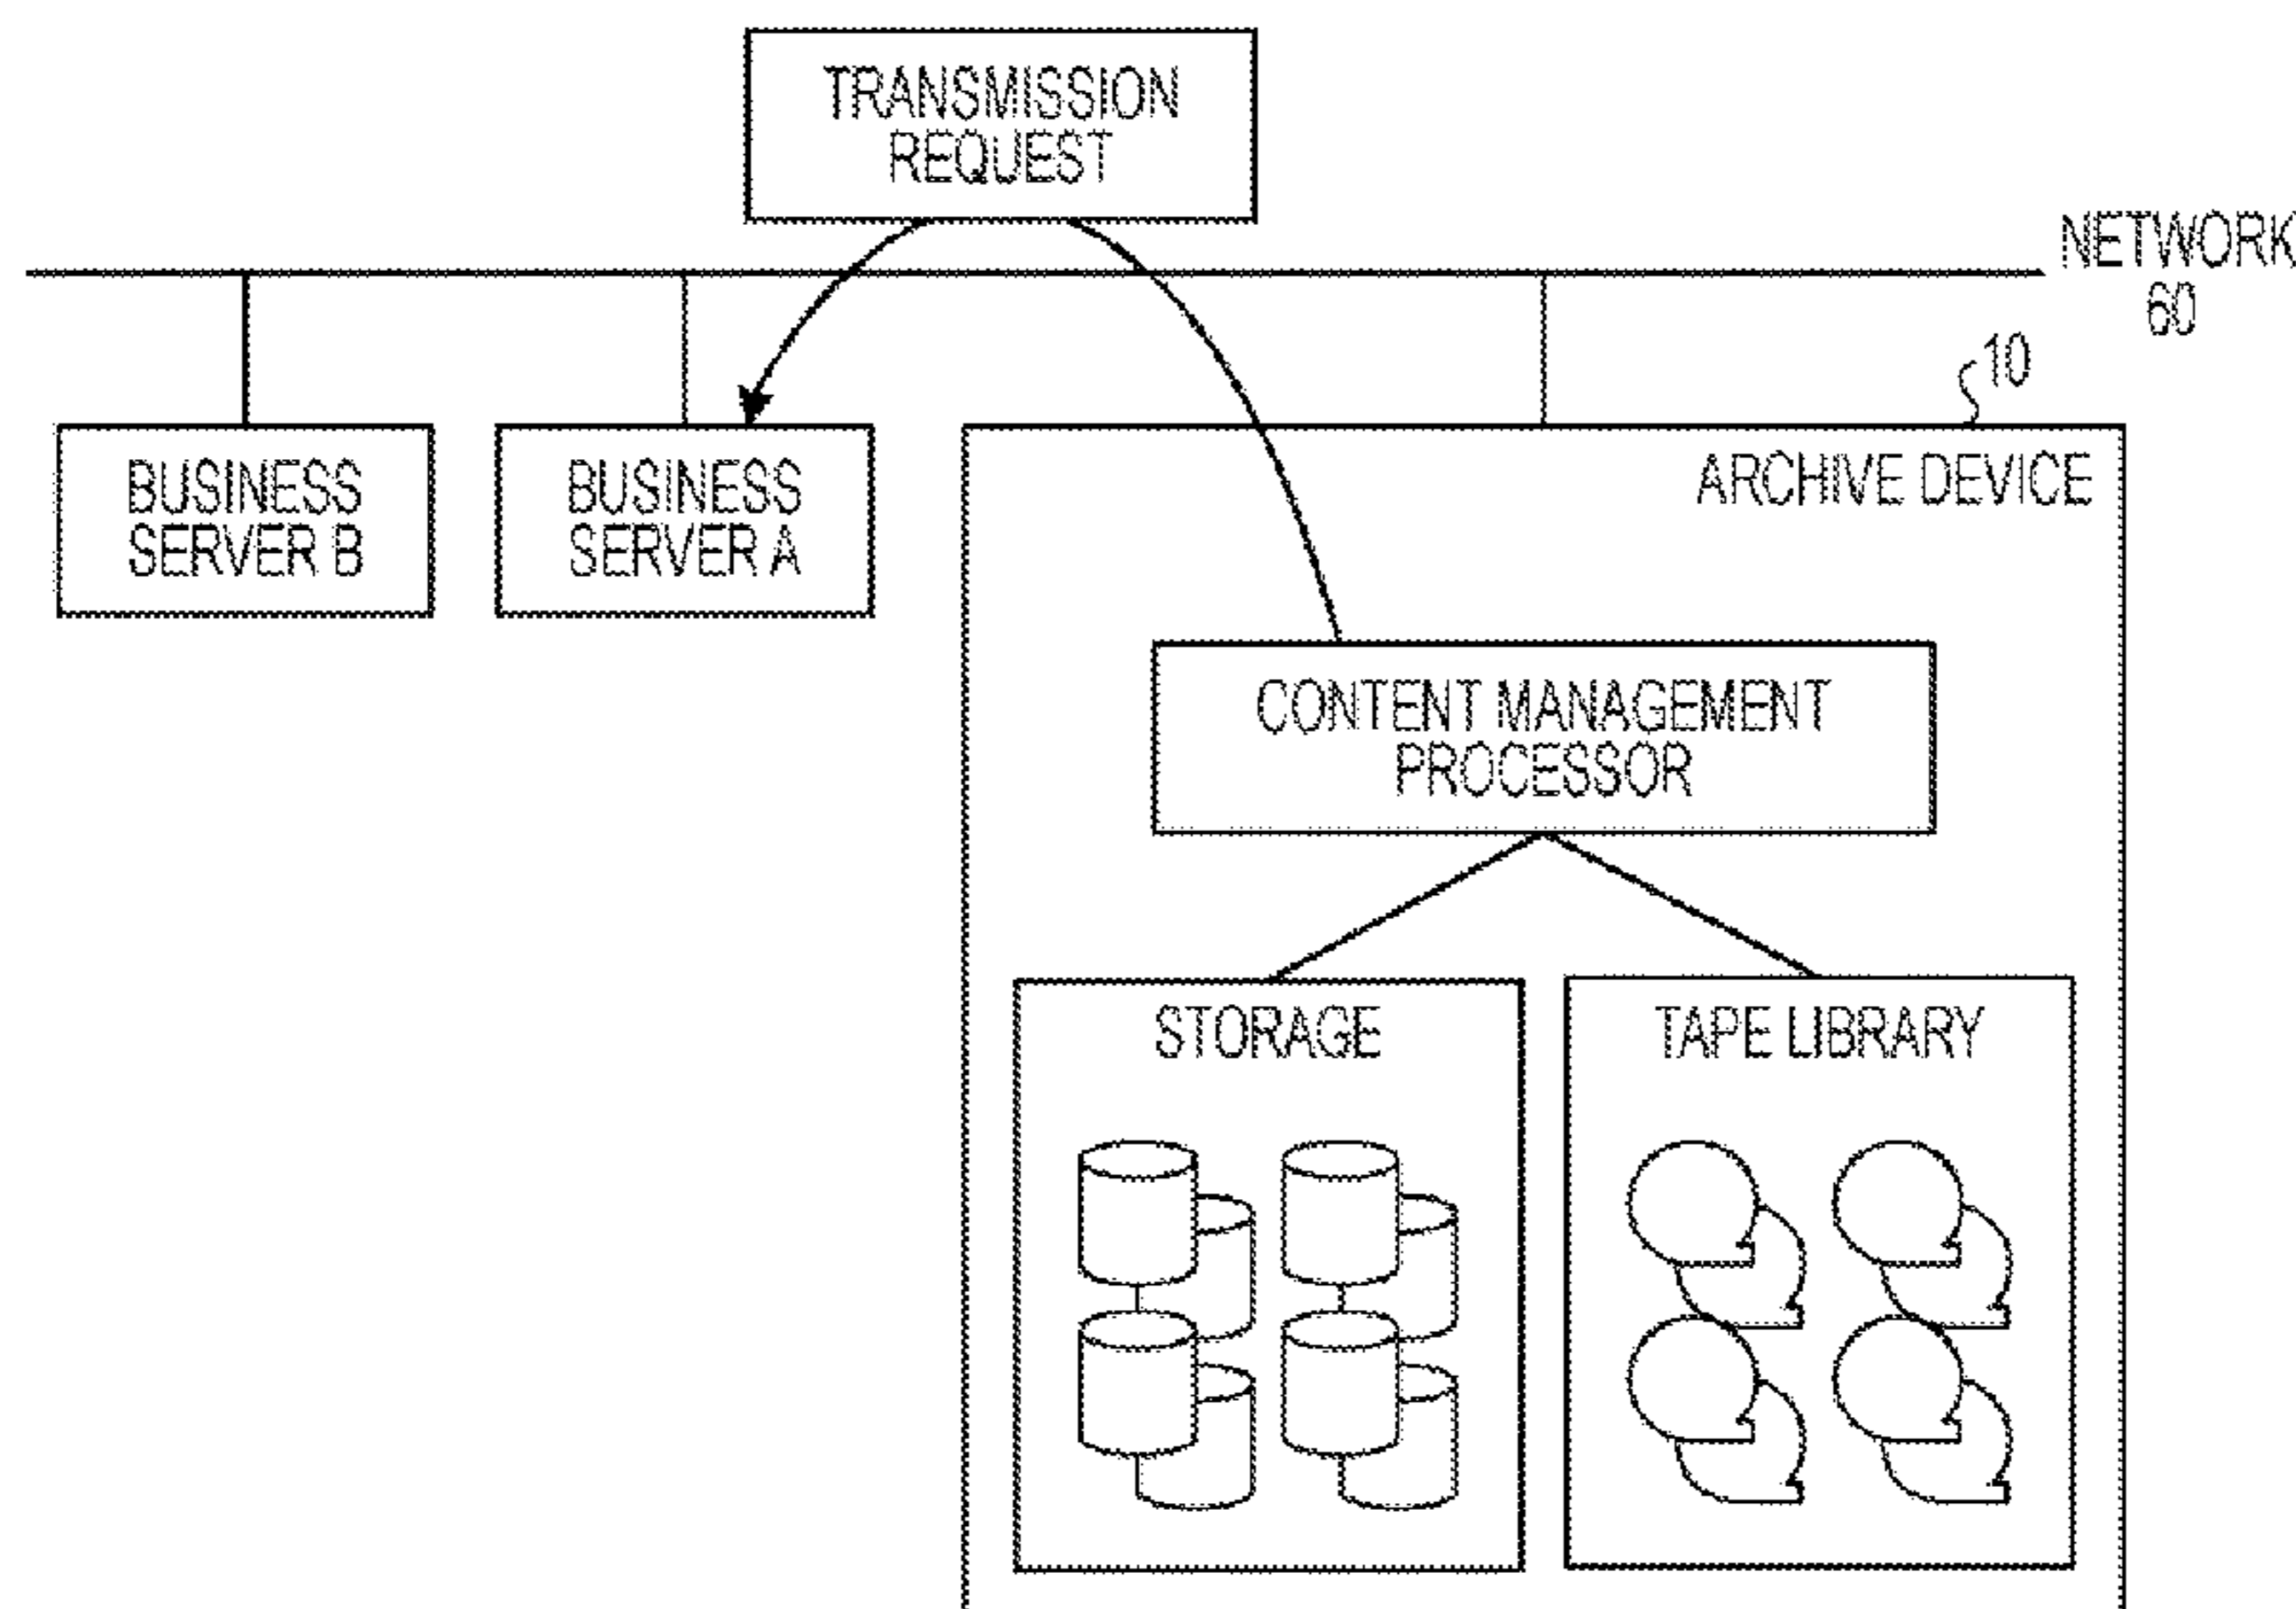 TRANSMISSION
REQUEST
NETWORK
60
10
ARCHIVE DEVICE
BUSINESS
SERVER B
BUSINESS
SERVER A
CONTENT MANAGEMENT
PROCESSOR
STORAGE
TAPE LIBRARY